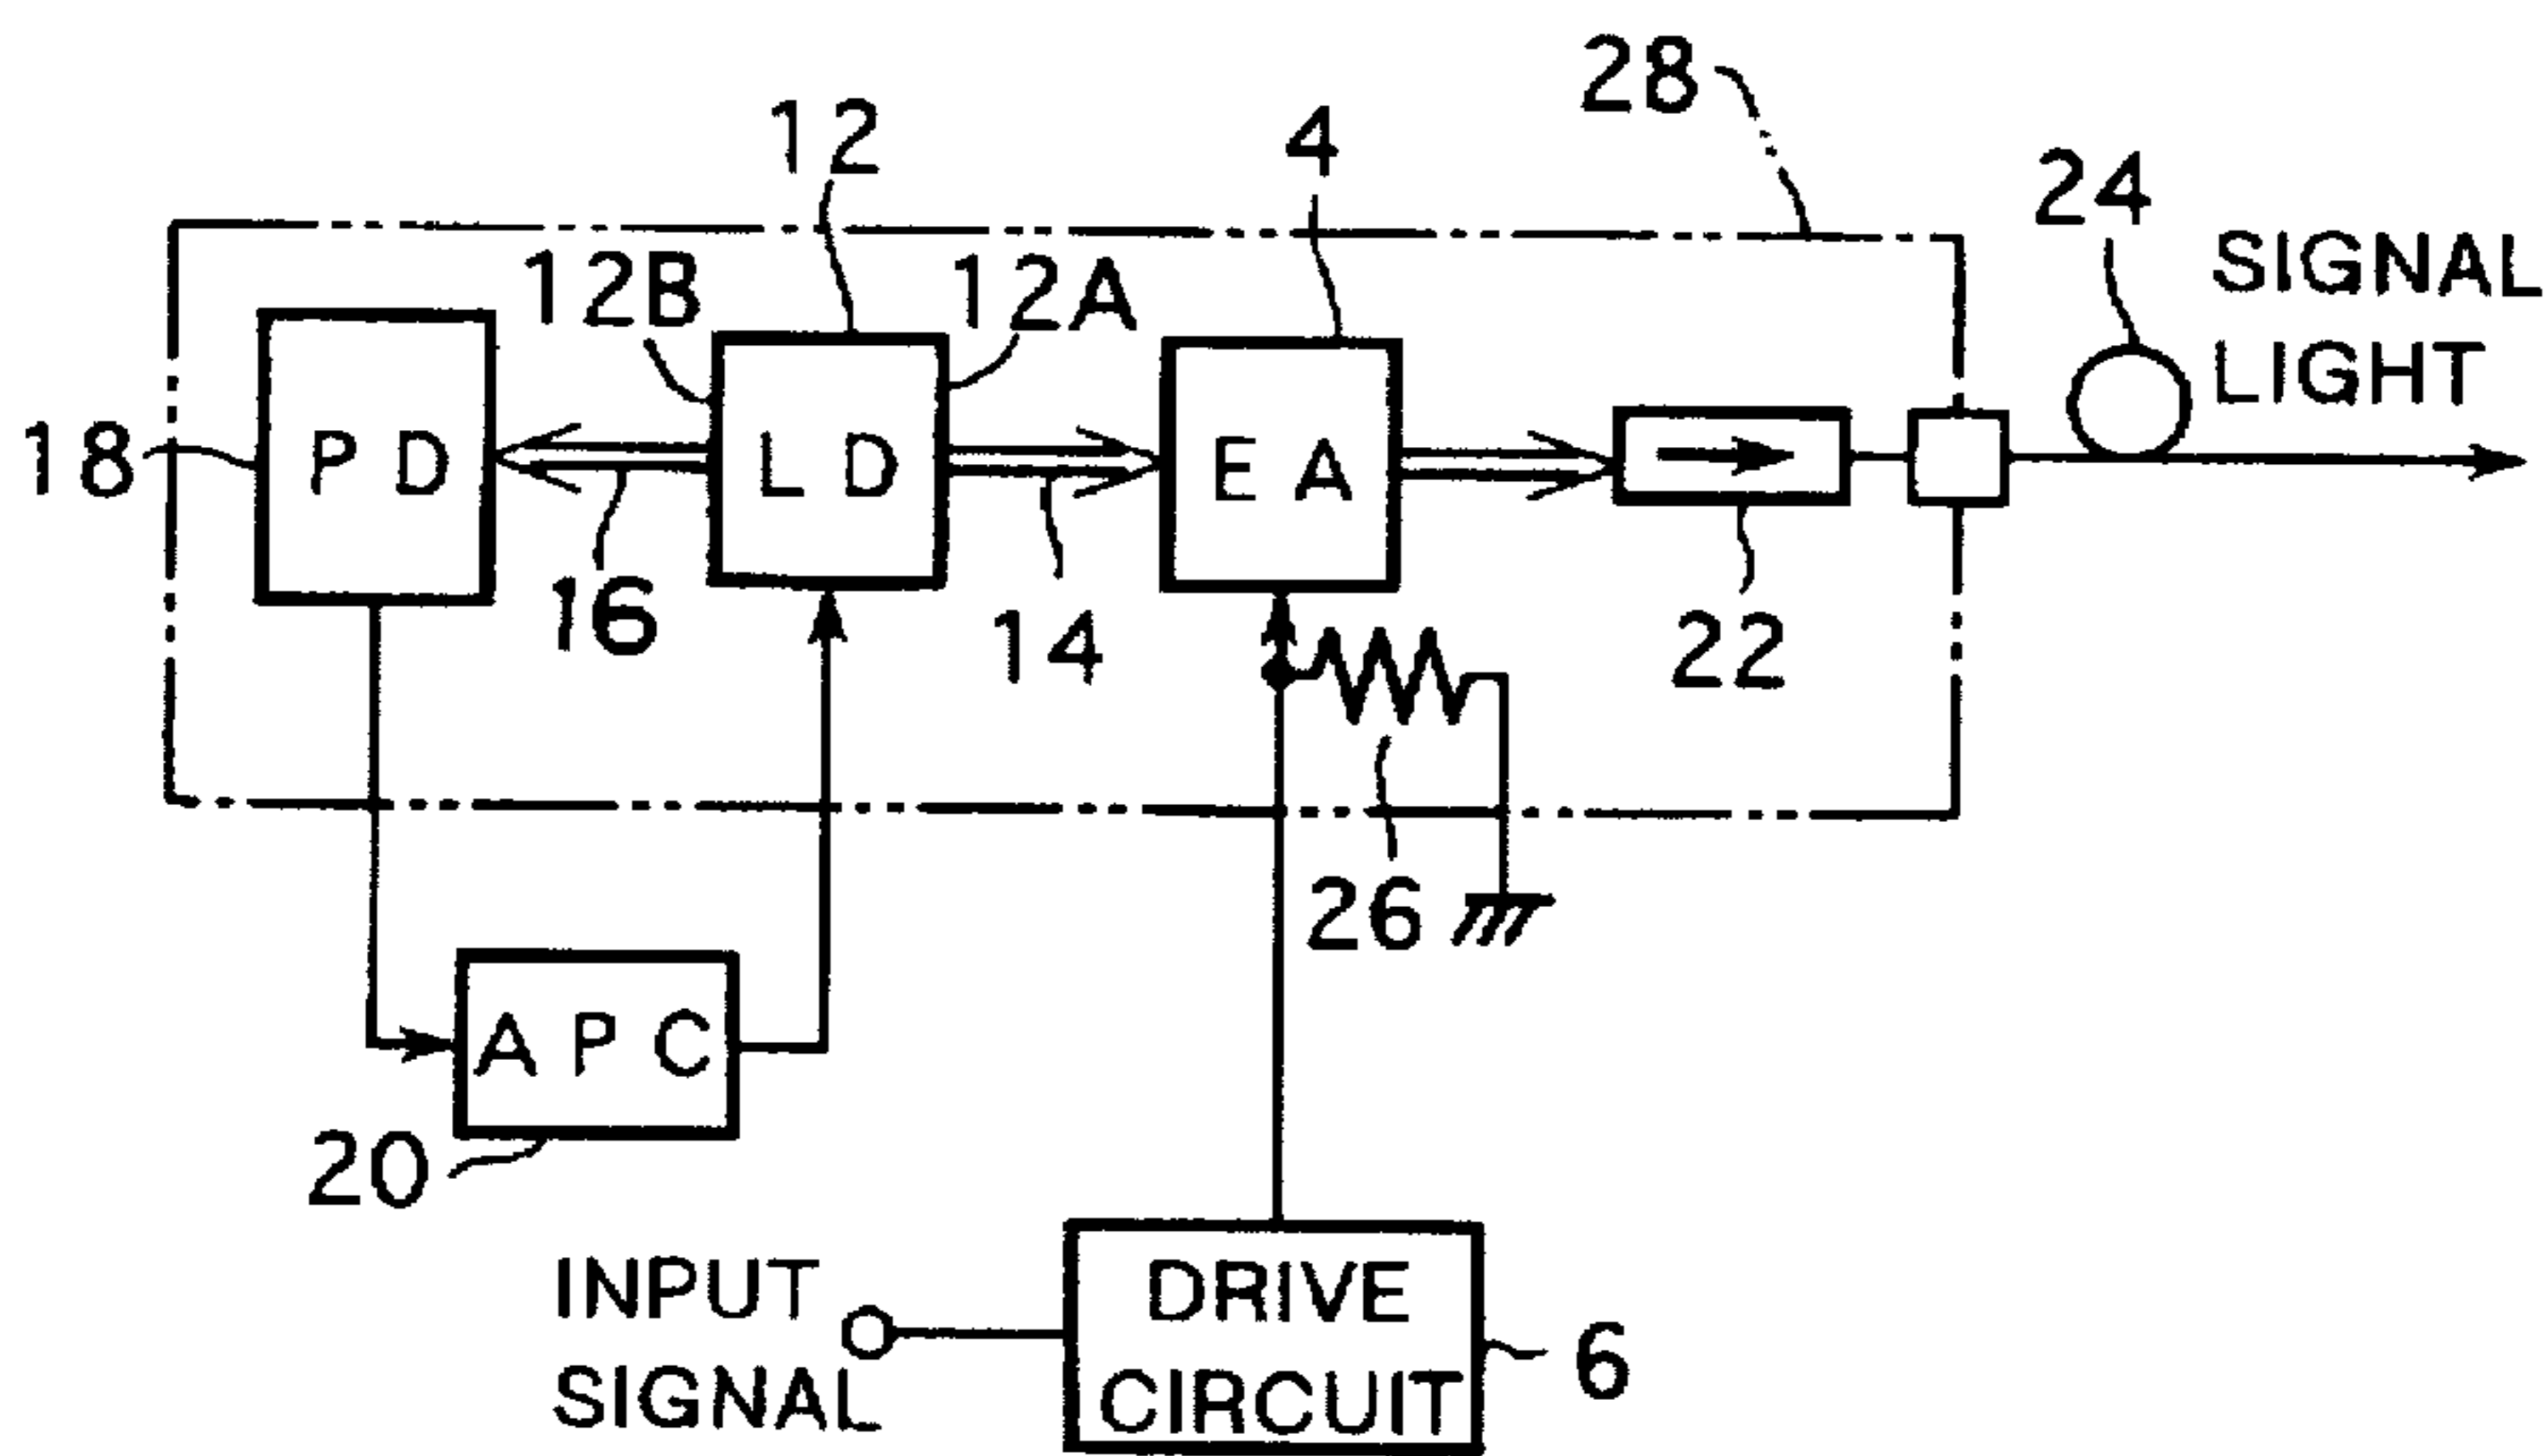 28
12
4
24
SIGNAL
LIGHT
12B
12A
18
PD
LD
EA
16
14
22
26
APC
20
INPUT
SIGNAL
DRIVE
CIRCUIT
6